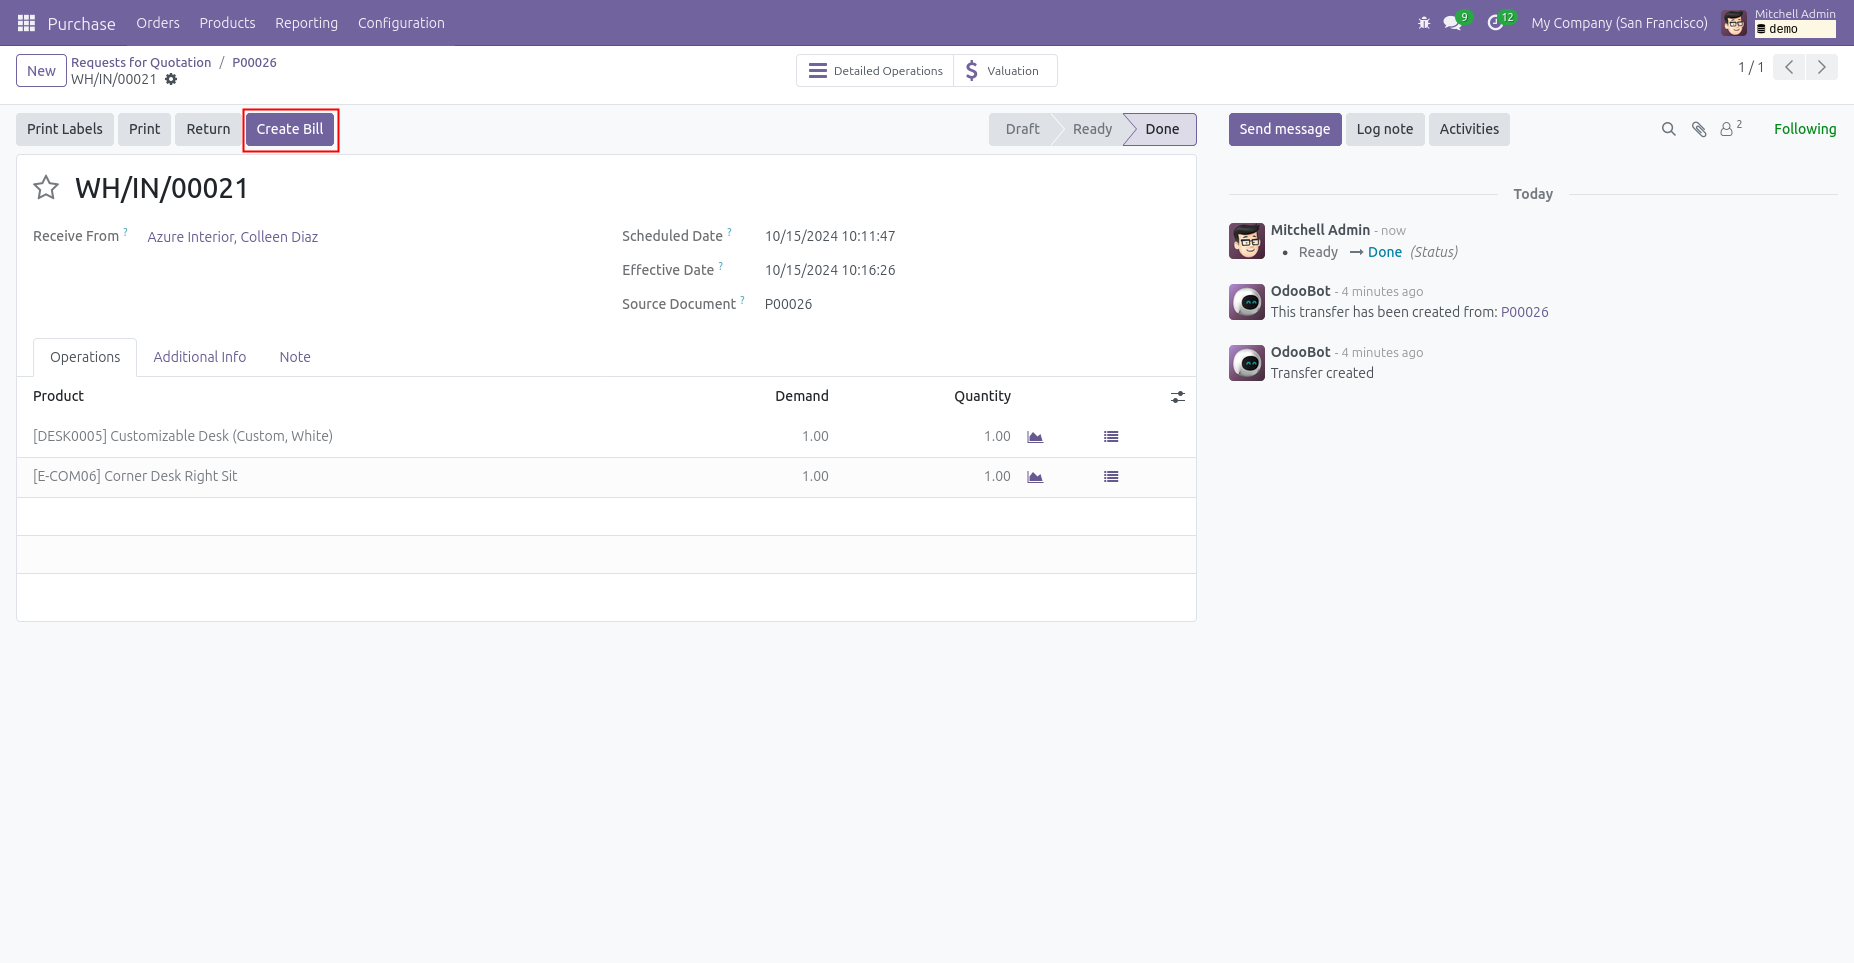 Purchase Orders Products Reporting Configuration 9 12 My Company (San Francisco) Mitchell Admin
demo
New Requests for Quotation / P00026
WH/IN/00021
Detailed Operations $ Valuation 1 / 1
Print Labels Print Return Create Bill Draft Ready Done Send message Log note Activities 2 Following
WH/IN/00021
Receive From ? Azure Interior, Colleen Diaz
Scheduled Date ? 10/15/2024 10:11:47
Effective Date ? 10/15/2024 10:16:26
Source Document ? P00026
Operations Additional Info Note
Product Demand Quantity
[DESK0005] Customizable Desk (Custom, White) 1.00 1.00
[E-COM06] Corner Desk Right Sit 1.00 1.00
Today
Mitchell Admin - now
• Ready → Done (Status)
OdooBot - 4 minutes ago
This transfer has been created from: P00026
OdooBot - 4 minutes ago
Transfer created